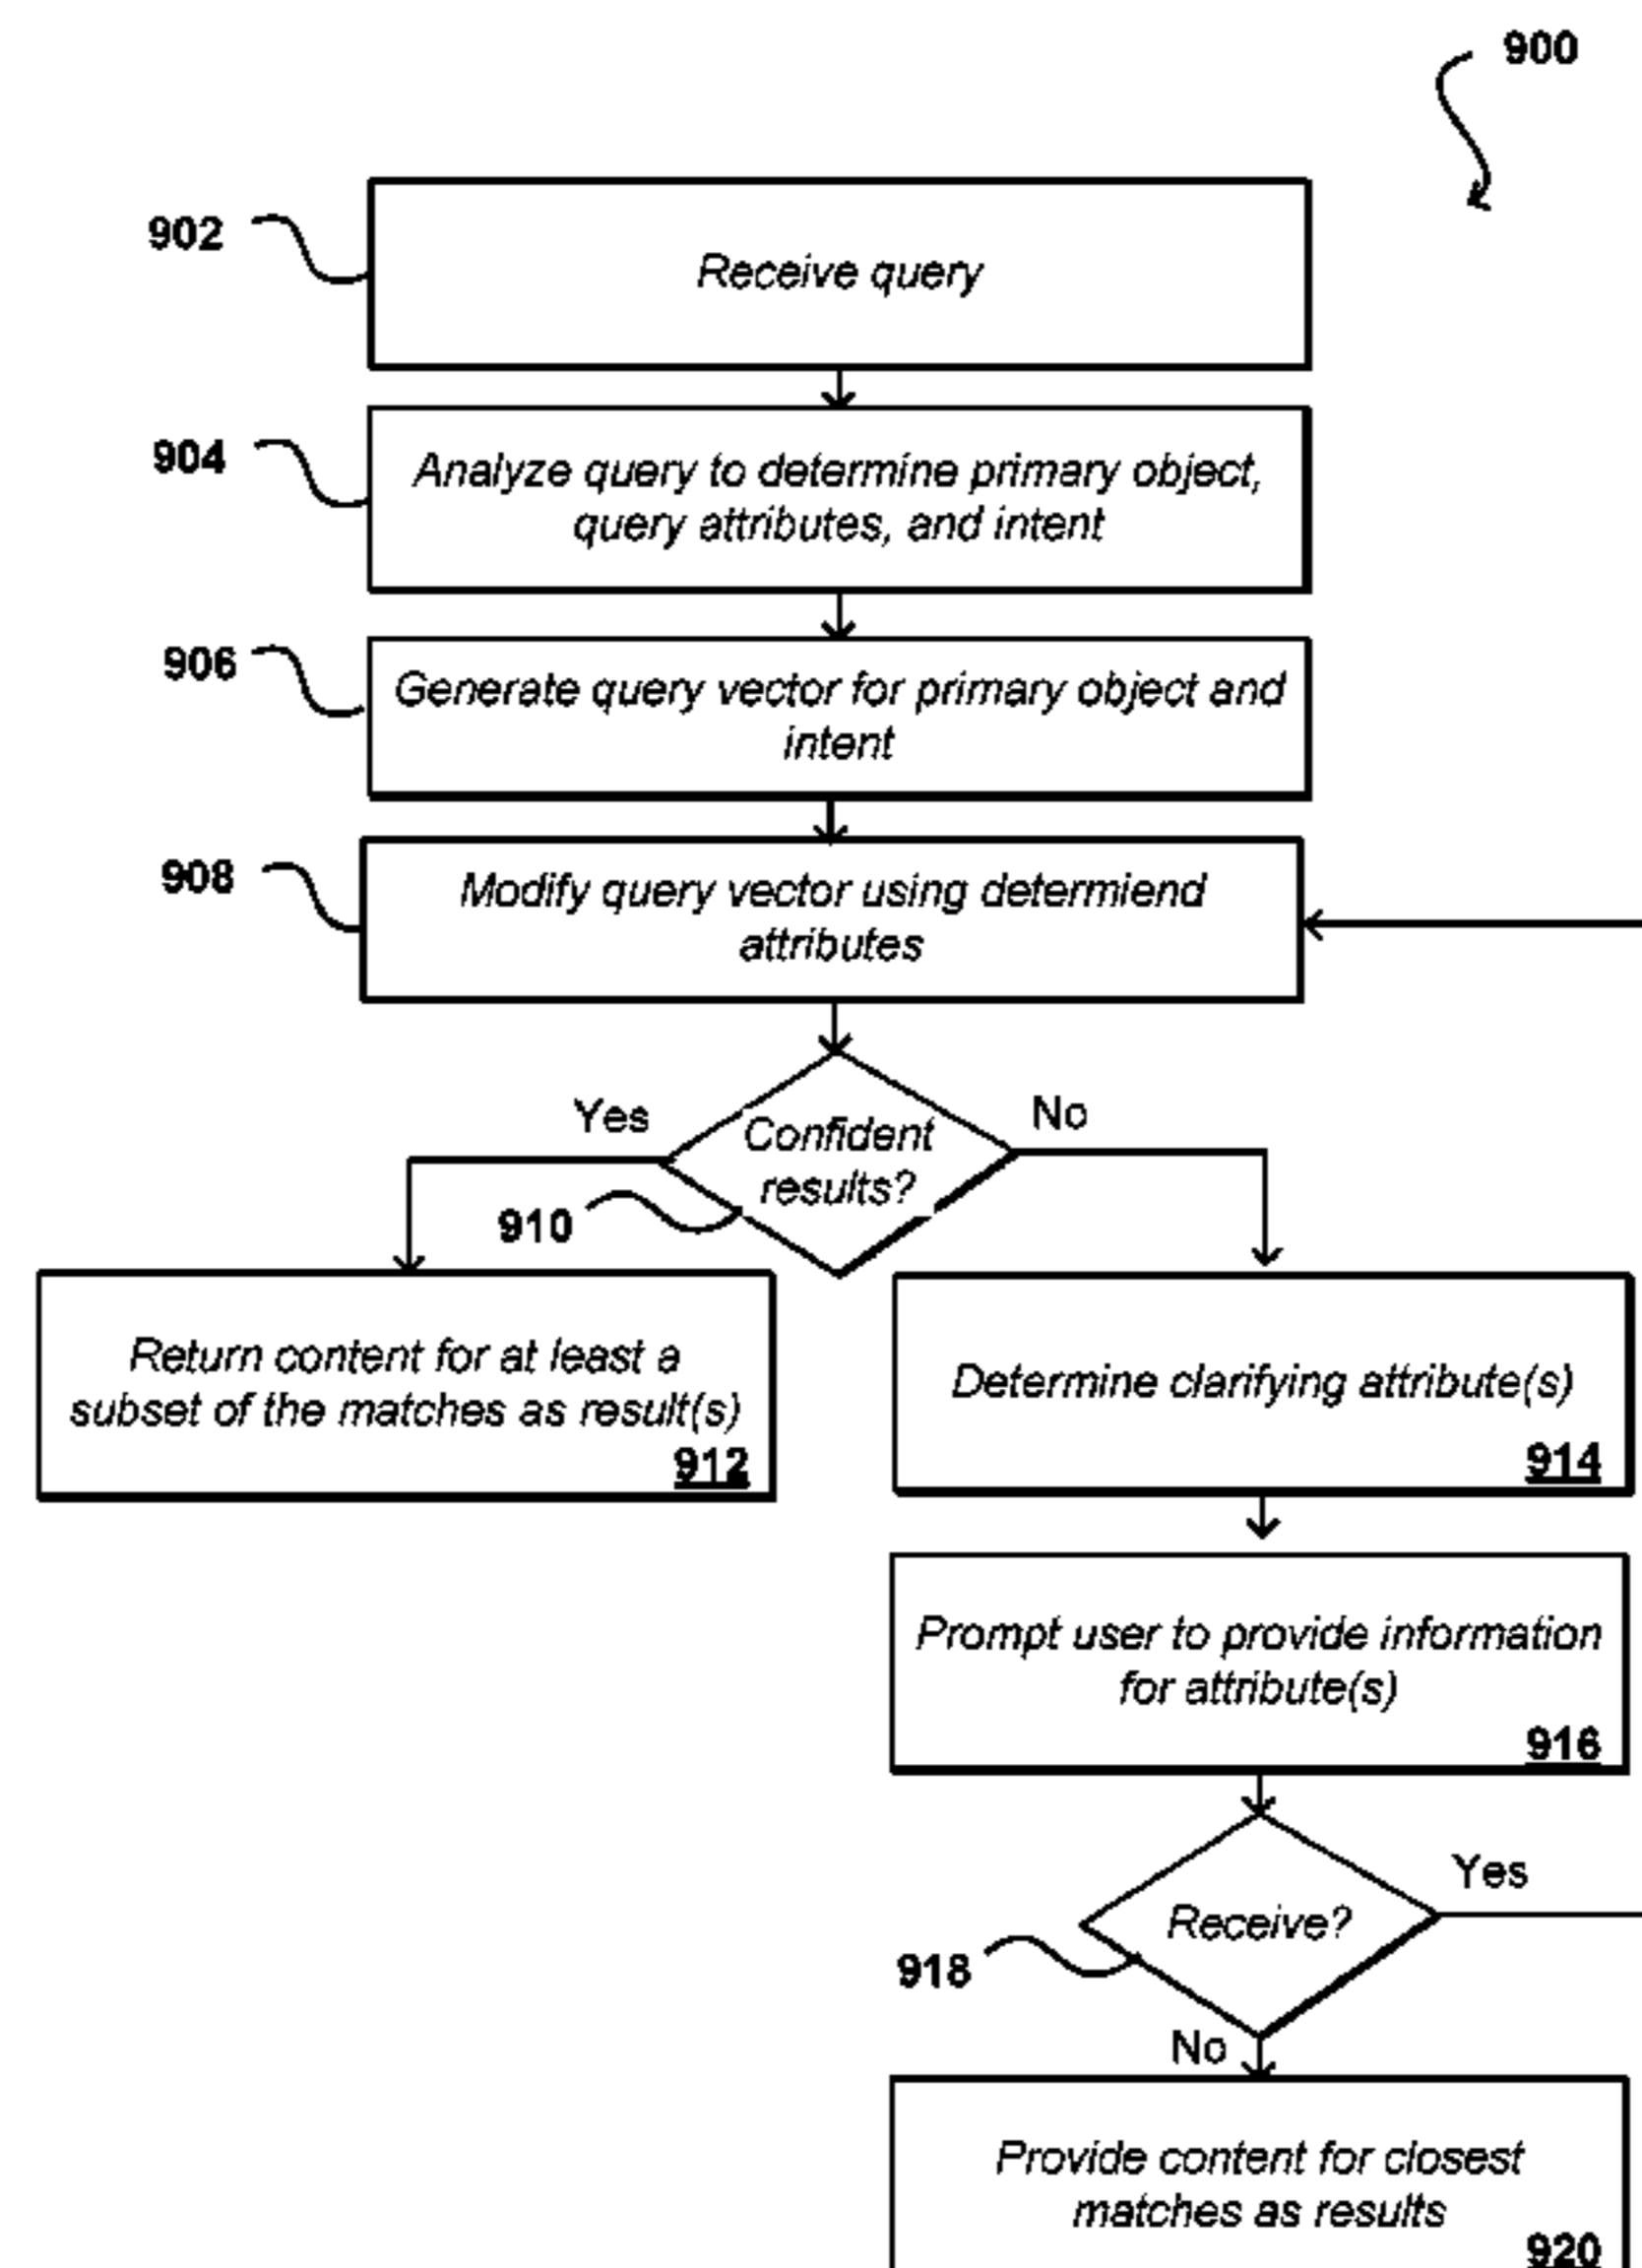 900
902
Receive query
904
Analyze query to determine primary object,
query attributes, and intent
906
Generate query vector for primary object and
intent
908
Modify query vector using determiend
attributes
Yes
No
Confident
results?
910
Return content for at least a
subset of the matches as result(s)
912
Determine clarifying attribute(s)
914
Prompt user to provide information
for attribute(s)
916
Yes
Receive?
918
No
Provide content for closest
matches as results
920